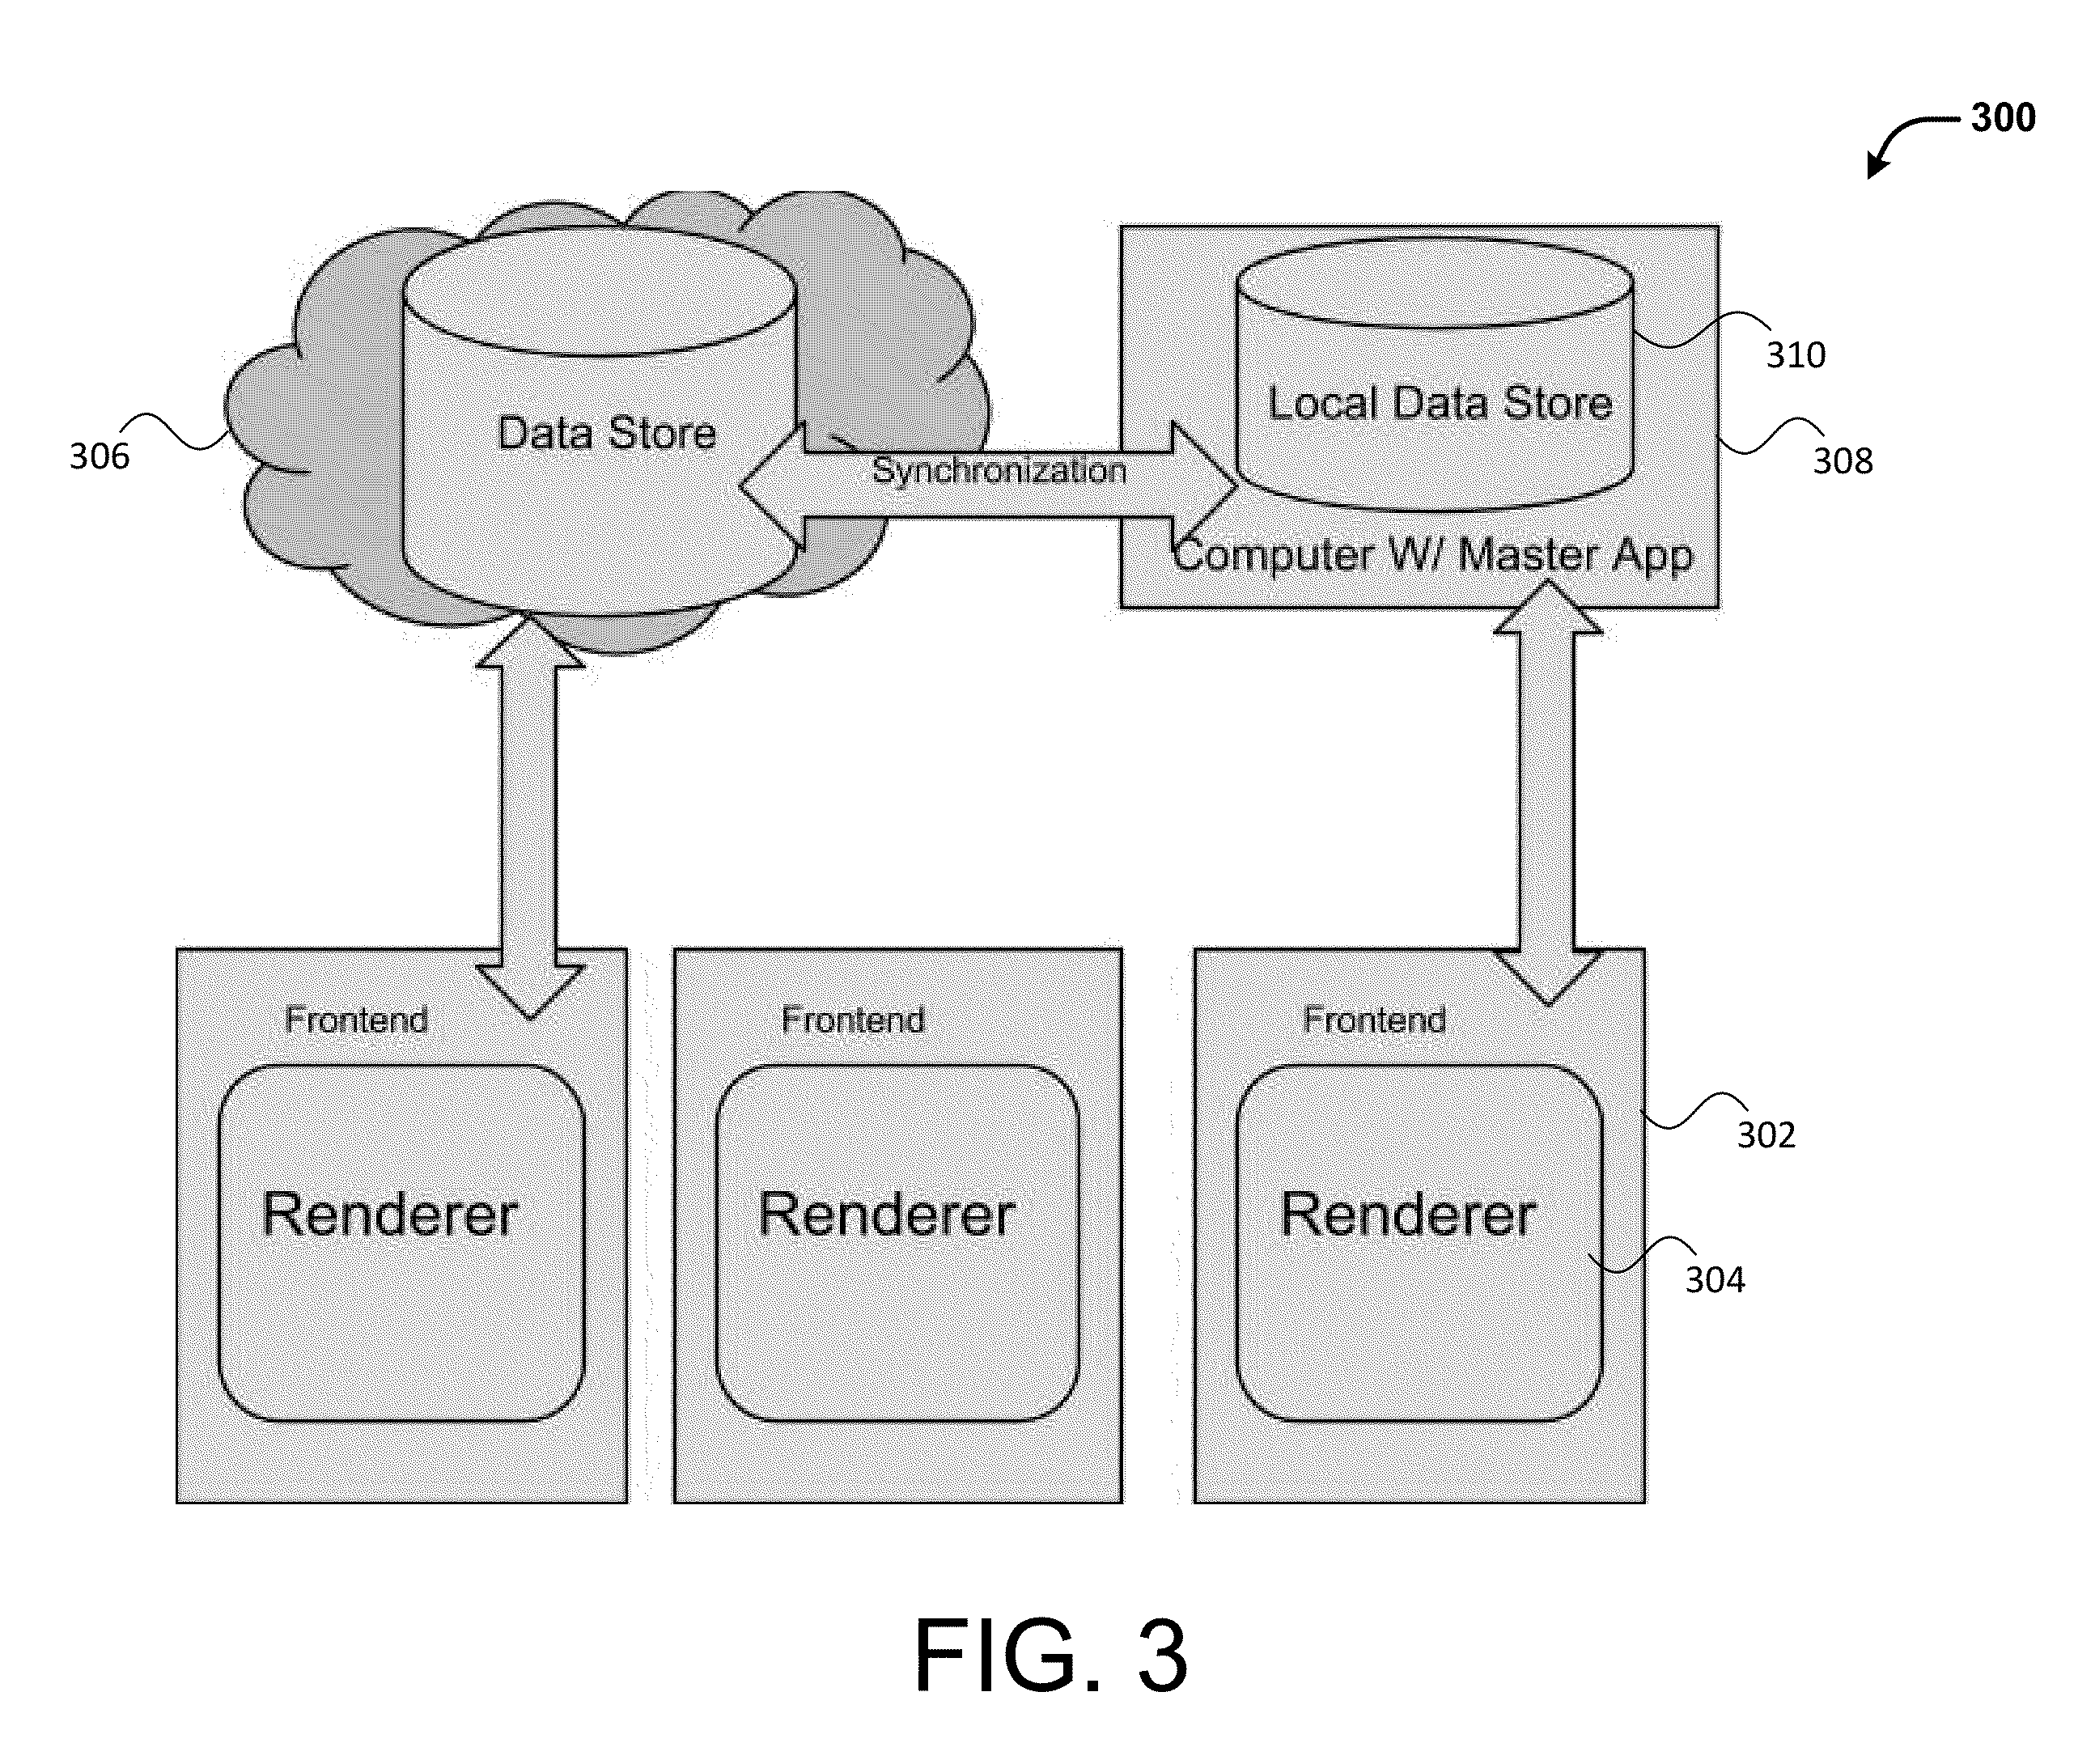 300
306
Data Store
Synchronization
Local Data Store
310
308
Computer W/ Master App
Frontend
Renderer
Frontend
Renderer
Frontend
Renderer
302
304
FIG. 3